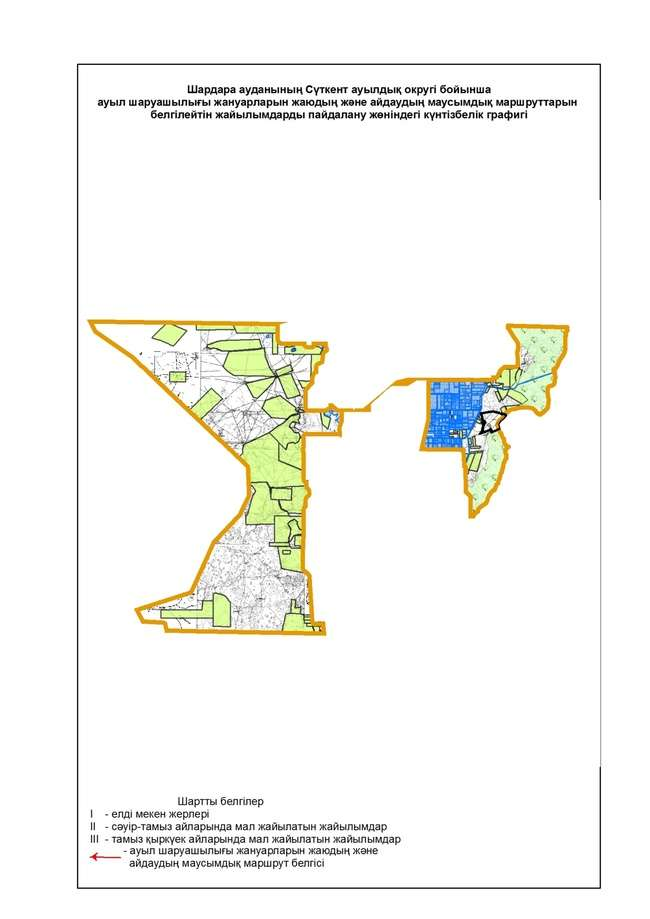 Шардара ауданының Сүткент ауылдық округі бойынша
ауыл шаруашылығы жануарларын жаюдың және айдаудың маусымдық маршруттарын
белгілейтін жайылымдарды пайдалану жөніндегі күнтізбелік графигі
Шартты белгілер
I - елді мекен жерлері
II - сәуір-тамыз айларында мал жайылатын жайылымдар
III - тамыз қыркүек айларында мал жайылатын жайылымдар
- ауыл шаруашылығы жануарларын жаюдың және
айдаудың маусымдық маршрут белгісі